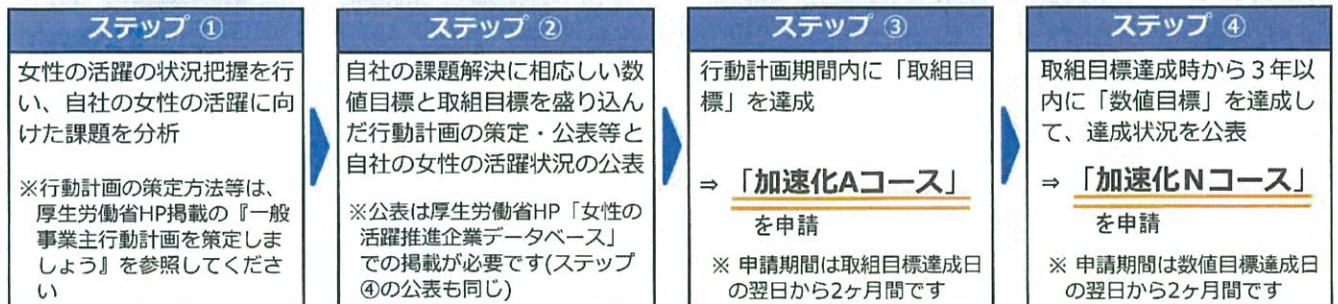 ステップ ①
女性の活躍の状況把握を行
い、自社の女性の活躍に向
けた課題を分析
※行動計画の策定方法等は、
厚生労働省HP掲載の『一般
事業主行動計画を策定しま
しょう』を参照してくださ
い
ステップ ②
自社の課題解決に相応しい数
値目標と取組目標を盛り込ん
だ行動計画の策定・公表等と
自社の女性の活躍状況の公表
※公表は厚生労働省HP「女性の
活躍推進企業データベース」
での掲載が必要です(ステップ
④の公表も同じ)
ステップ ③
行動計画期間内に「取組目
標」を達成
⇒ 「加速化Aコース」
を申請
※ 申請期間は取組目標達成日
の翌日から2ヶ月間です
ステップ ④
取組目標達成時から３年以
内に「数値目標」を達成し
て、達成状況を公表
⇒ 「加速化Ｎコース」
を申請
※ 申請期間は数値目標達成日
の翌日から2ヶ月間です